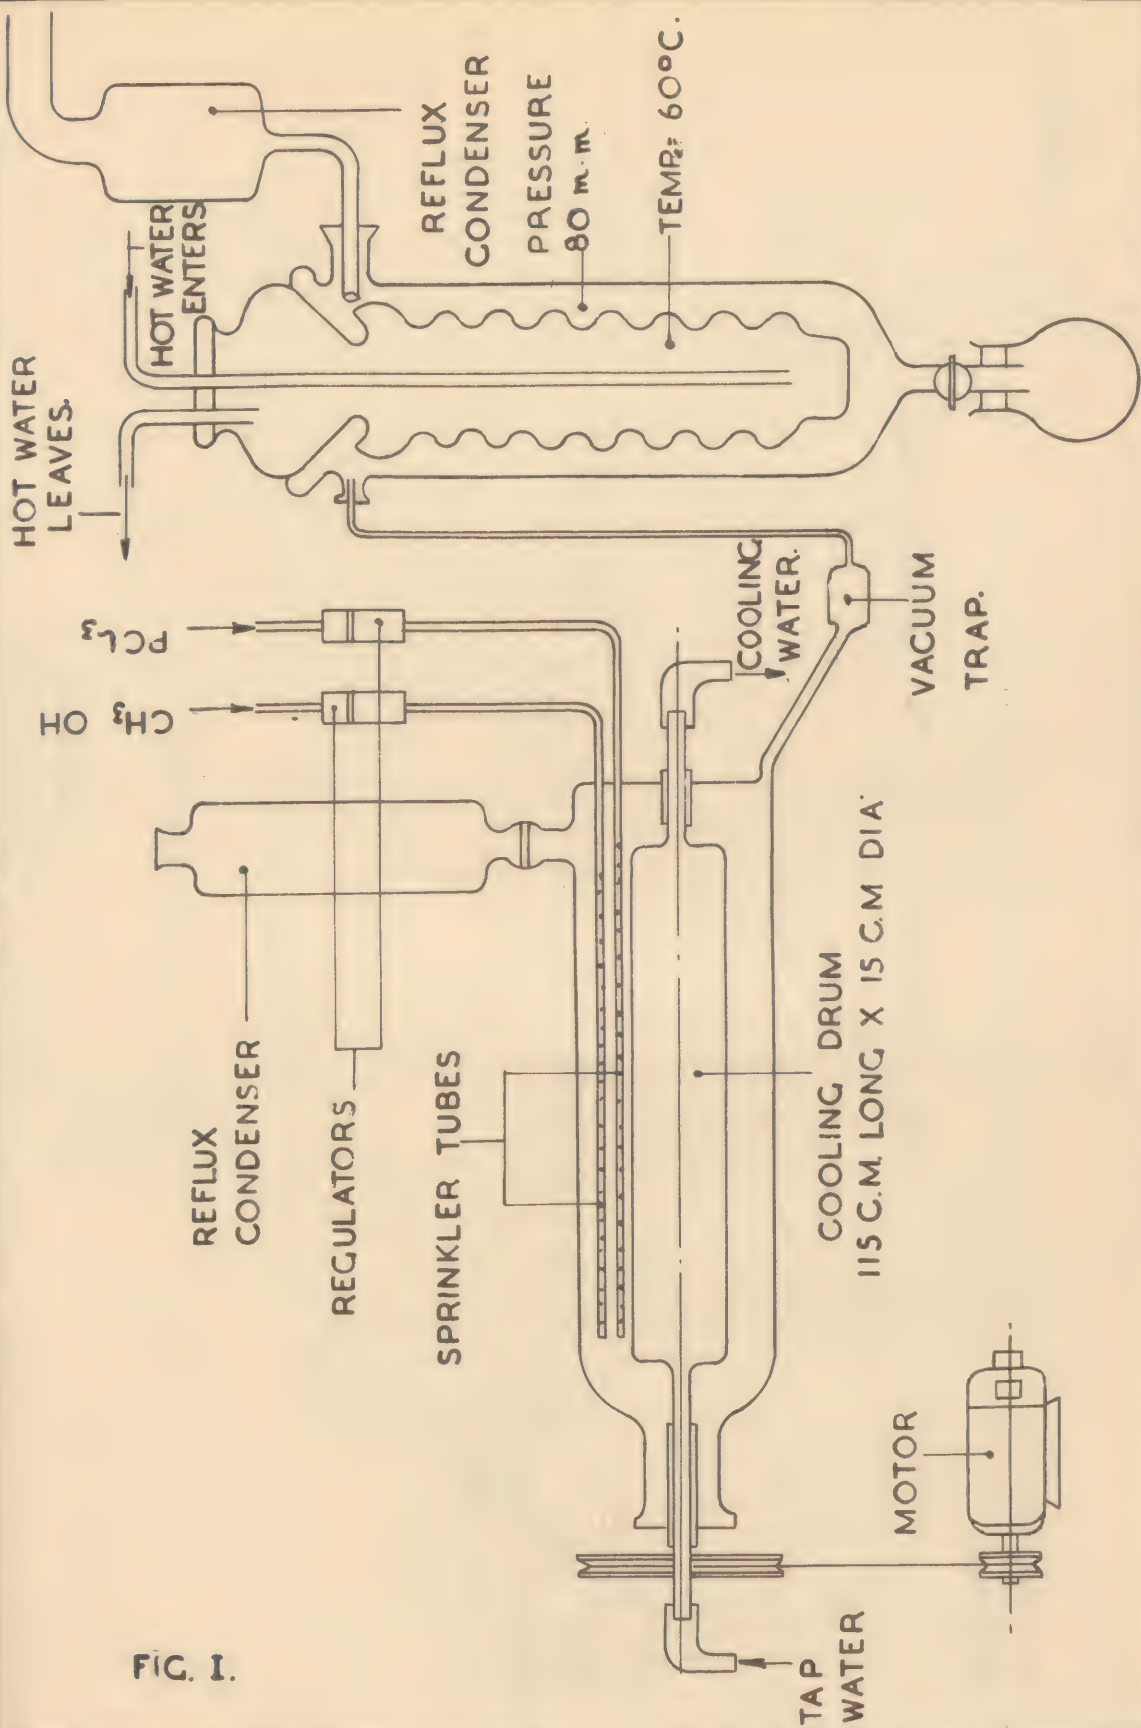 HOT WATER
LEAVES.
HOT WATER
ENTERS
REFLUX
CONDENSER
PRESSURE
80 m.m.
TEMP.= 60°C.
PCL3
CH3 OH
COOLING
WATER.
VACUUM
TRAP.
REFLUX
CONDENSER
REGULATORS
SPRINKLER TUBES
COOLING DRUM
115 C.M. LONG X 15 C.M DIA.
MOTOR
TAP
WATER
FIG. I.